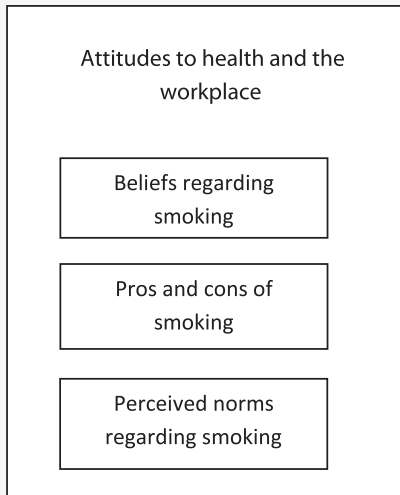 Attitudes to health and the
workplace
Beliefs regarding
smoking
Pros and cons of
smoking
Perceived norms
regarding smoking